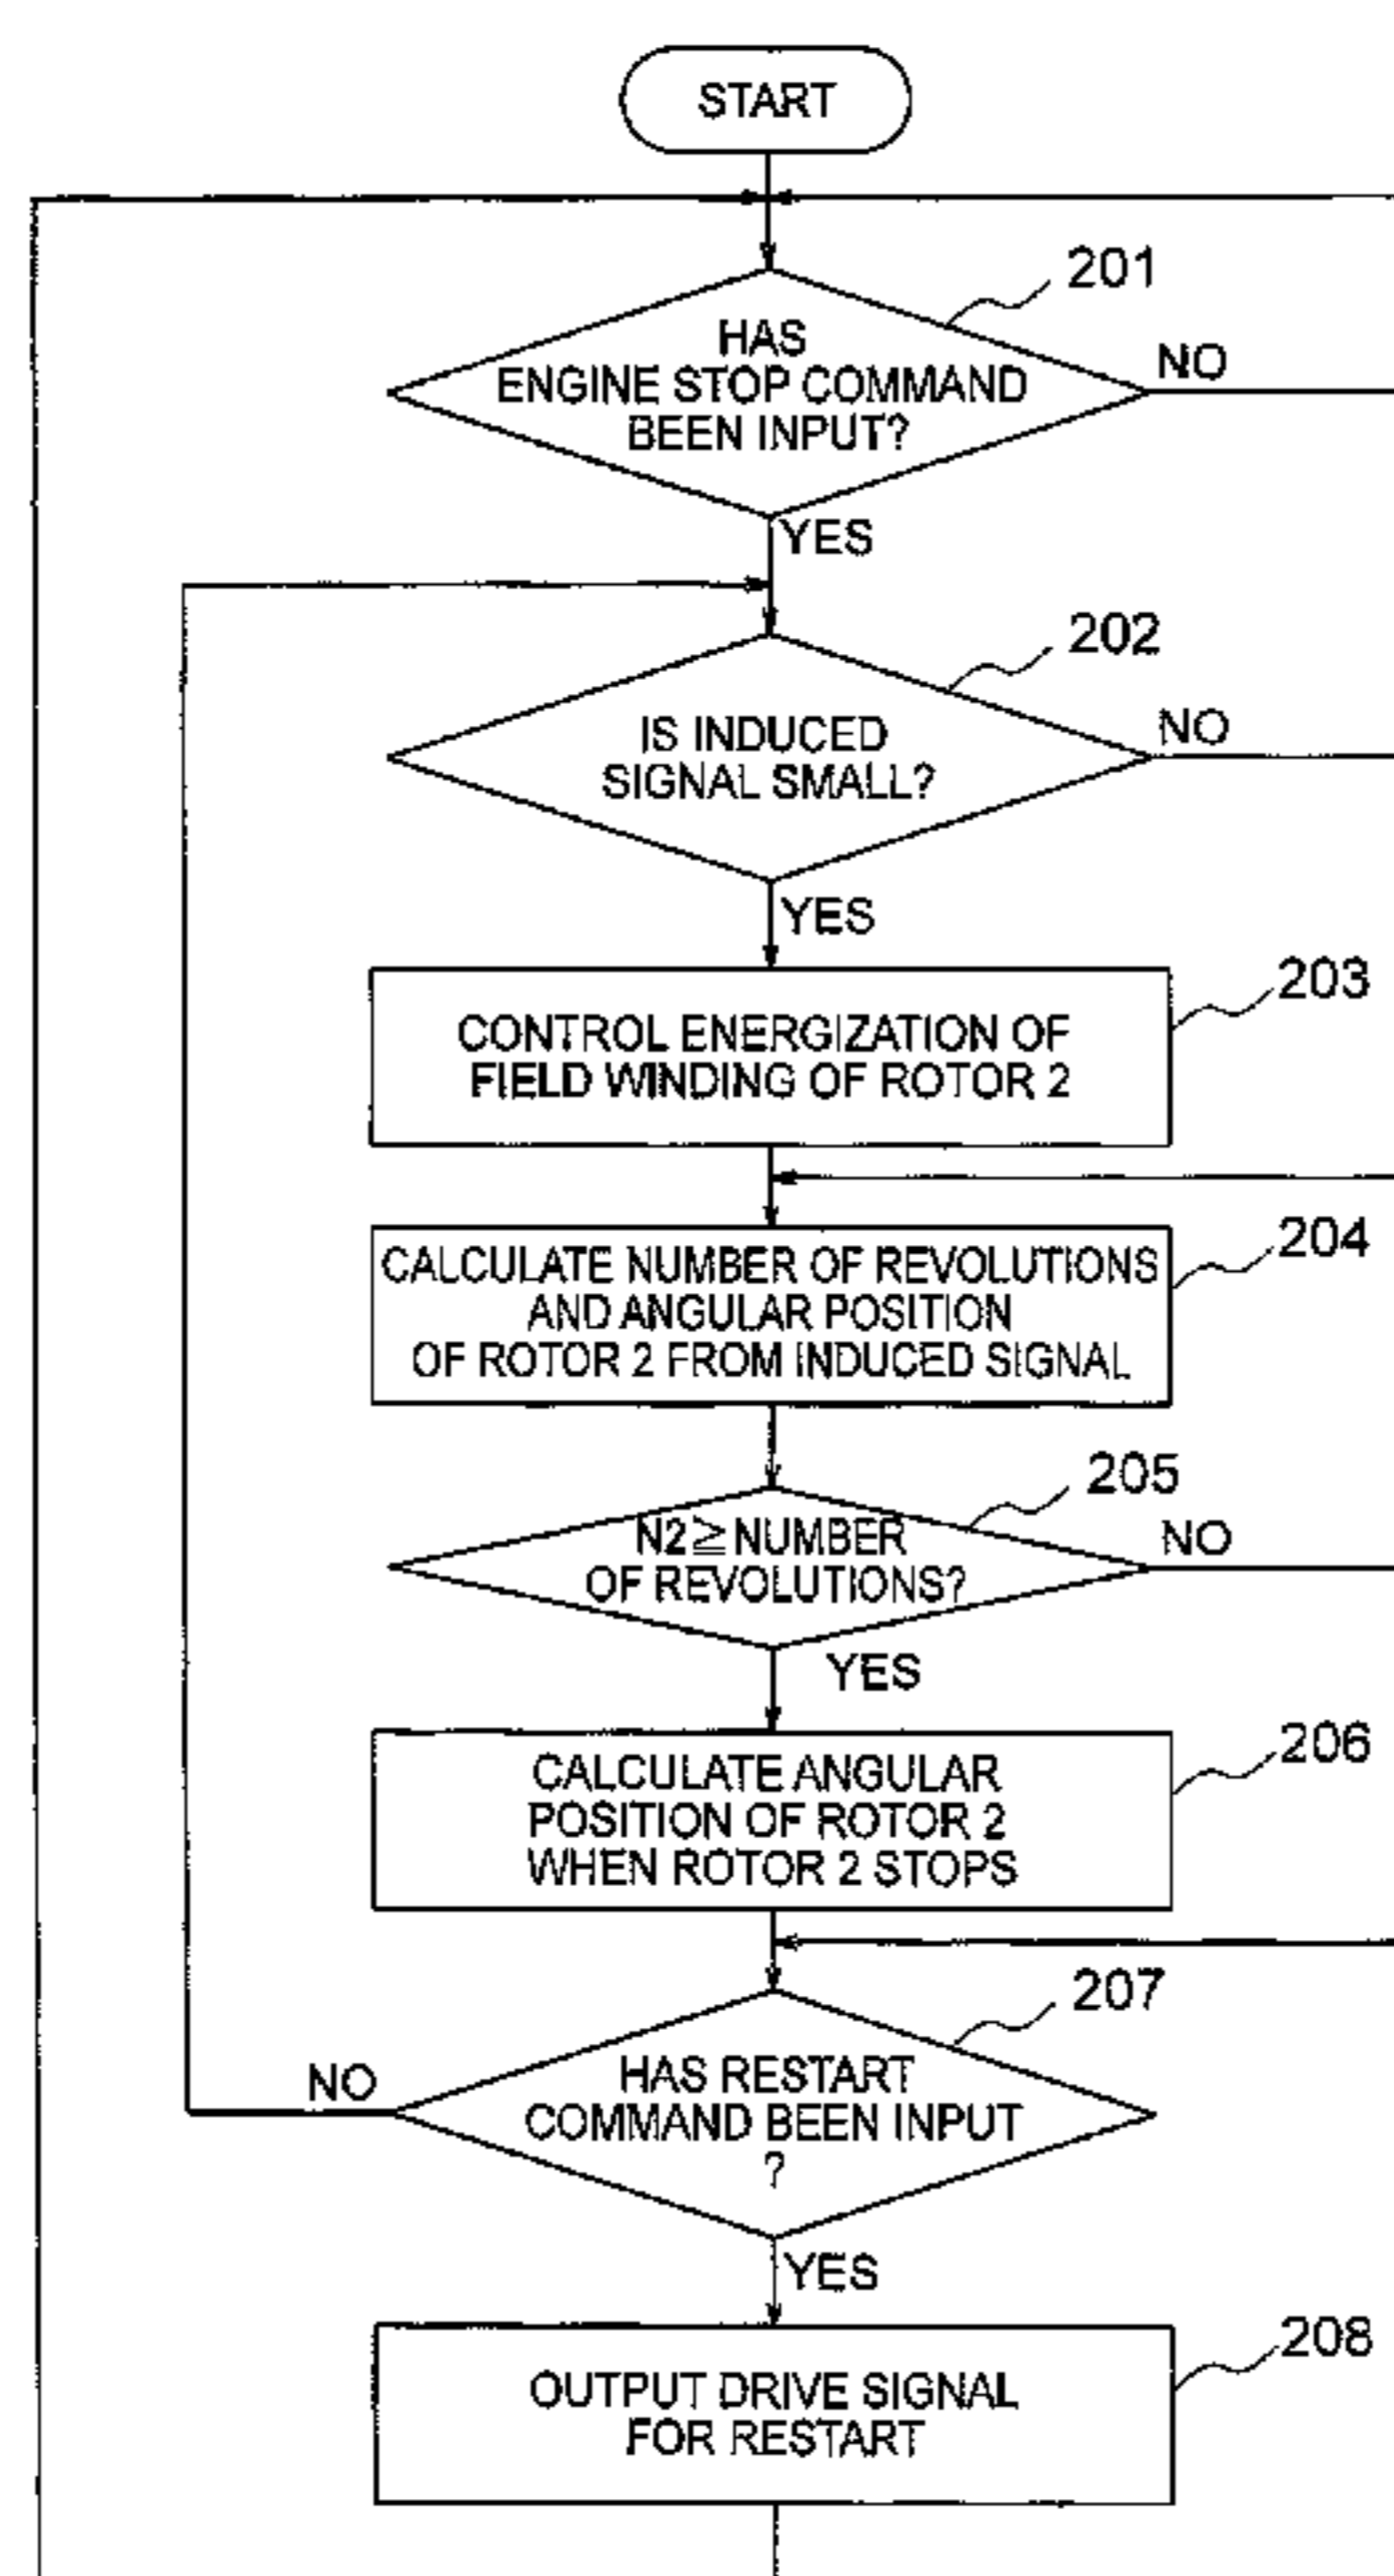 START
201
HAS
ENGINE STOP COMMAND
BEEN INPUT?
NO
YES
202
IS INDUCED
SIGNAL SMALL?
NO
YES
203
CONTROL ENERGIZATION OF
FIELD WINDING OF ROTOR 2
204
CALCULATE NUMBER OF REVOLUTIONS
AND ANGULAR POSITION
OF ROTOR 2 FROM INDUCED SIGNAL
205
N2≧NUMBER
OF REVOLUTIONS?
NO
YES
206
CALCULATE ANGULAR
POSITION OF ROTOR 2
WHEN ROTOR 2 STOPS
207
HAS RESTART
COMMAND BEEN INPUT
?
NO
YES
208
OUTPUT DRIVE SIGNAL
FOR RESTART